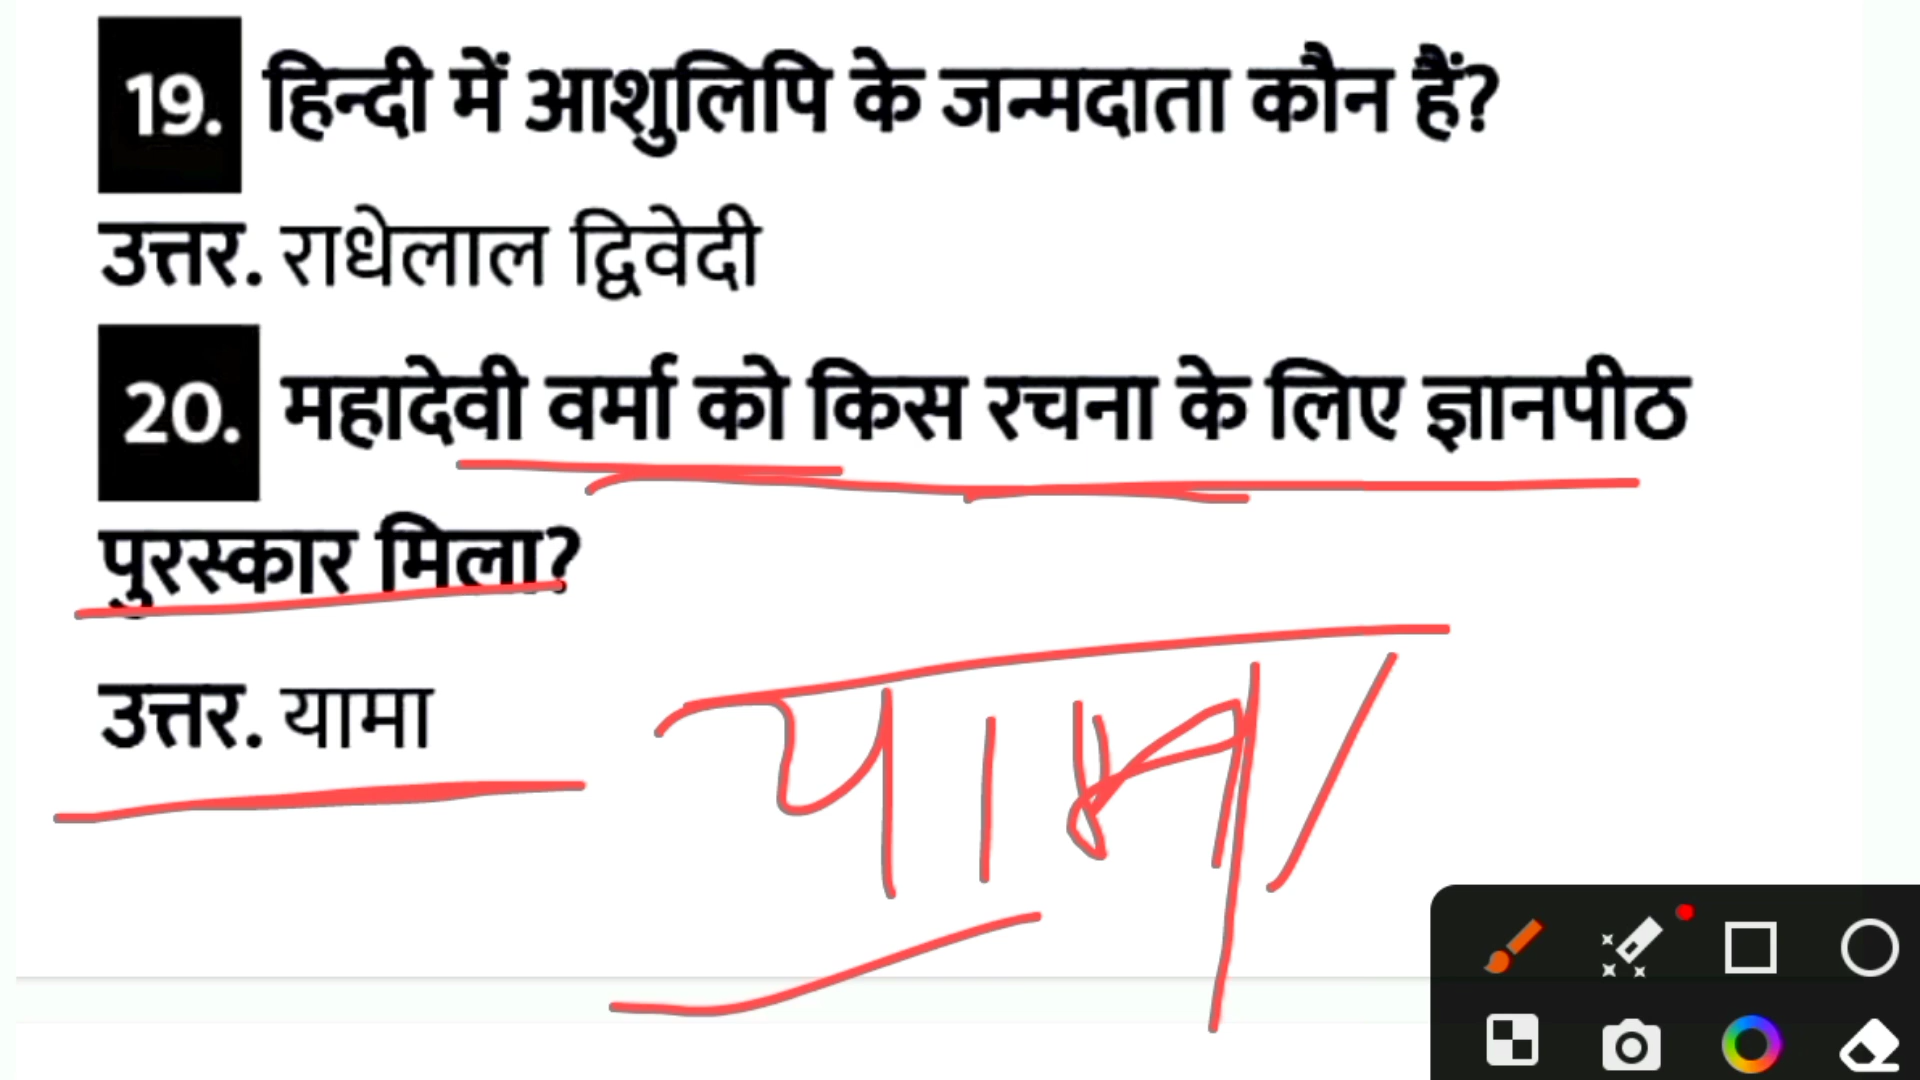 19. हिन्दी में आशुलिपि के जन्मदाता कौन हैं?
उत्तर. राधेलाल द्विवेदी
20. महादेवी वर्मा को किस रचना के लिए ज्ञानपीठ
पुरस्कार मिला?
उत्तर. यामा
यामा